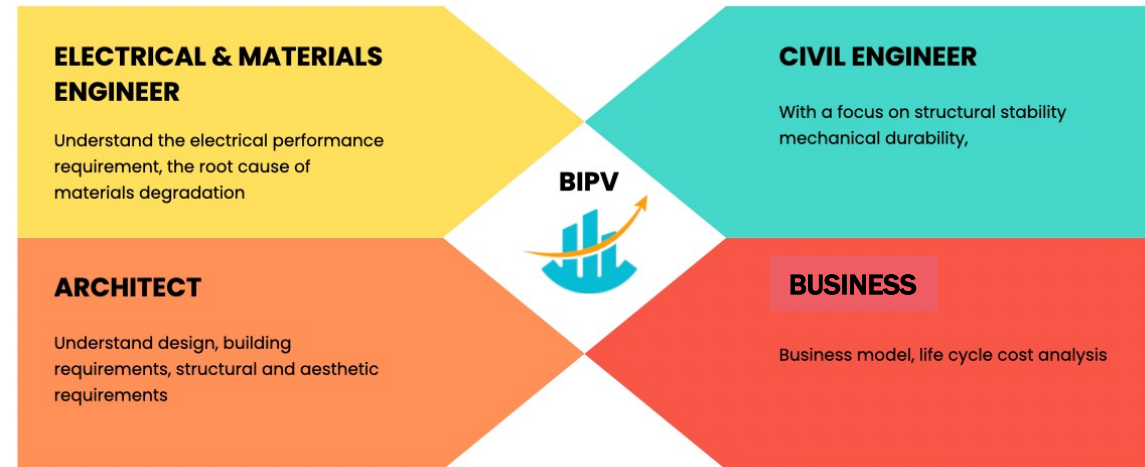 ELECTRICAL & MATERIALS
ENGINEER
Understand the electrical performance
requirement, the root cause of
materials degradation
CIVIL ENGINEER
With a focus on structural stability
mechanical durability,
BIPV
ARCHITECT
Understand design, building
requirements, structural and aesthetic
requirements
BUSINESS
Business model, life cycle cost analysis